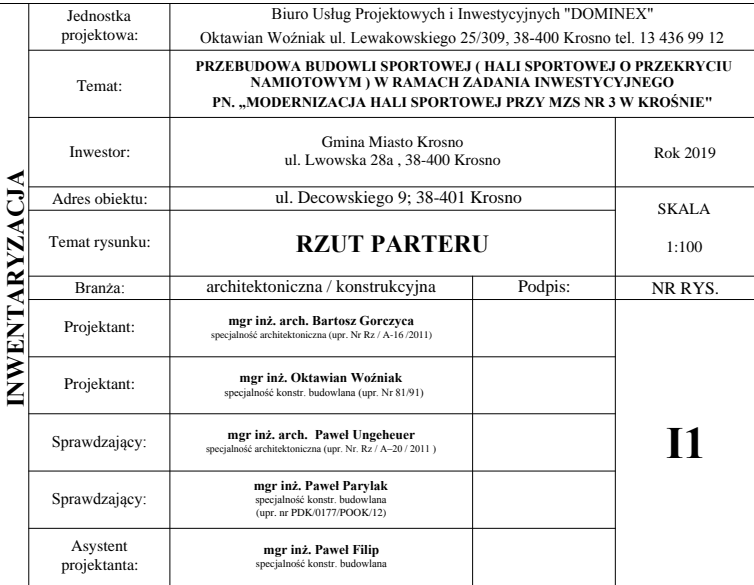 INWENTARYZACJA
Jednostka
projektowa:
Biuro Usług Projektowych i Inwestycyjnych "DOMINEX"
Oktawian Woźniak ul. Lewakowskiego 25/309, 38-400 Krosno tel. 13 436 99 12
Temat:
PRZEBUDOWA BUDOWLI SPORTOWEJ ( HALI SPORTOWEJ O PRZEKRYCIU
NAMIOTOWYM ) W RAMACH ZADANIA INWESTYCYJNEGO
PN. „MODERNIZACJA HALI SPORTOWEJ PRZY MZS NR 3 W KROŚNIE"
Inwestor:
Gmina Miasto Krosno
ul. Lwowska 28a , 38-400 Krosno
Rok 2019
Adres obiektu:
ul. Decowskiego 9; 38-401 Krosno
SKALA
1:100
Temat rysunku:
RZUT PARTERU
Branża:
architektoniczna / konstrukcyjna
Podpis:
NR RYS.
Projektant:
mgr inż. arch. Bartosz Gorczyca
specjalność architektoniczna (upr. Nr Rz / A-16 /2011)
I1
Projektant:
mgr inż. Oktawian Woźniak
specjalność konstr. budowlana (upr. Nr 81/91)
Sprawdzający:
mgr inż. arch. Paweł Ungeheuer
specjalność architektoniczna (upr. Nr. Rz / A–20 / 2011 )
Sprawdzający:
mgr inż. Paweł Parylak
specjalność konstr. budowlana
(upr. nr PDK/0177/POOK/12)
Asystent
projektanta:
mgr inż. Paweł Filip
specjalność konstr. budowlana